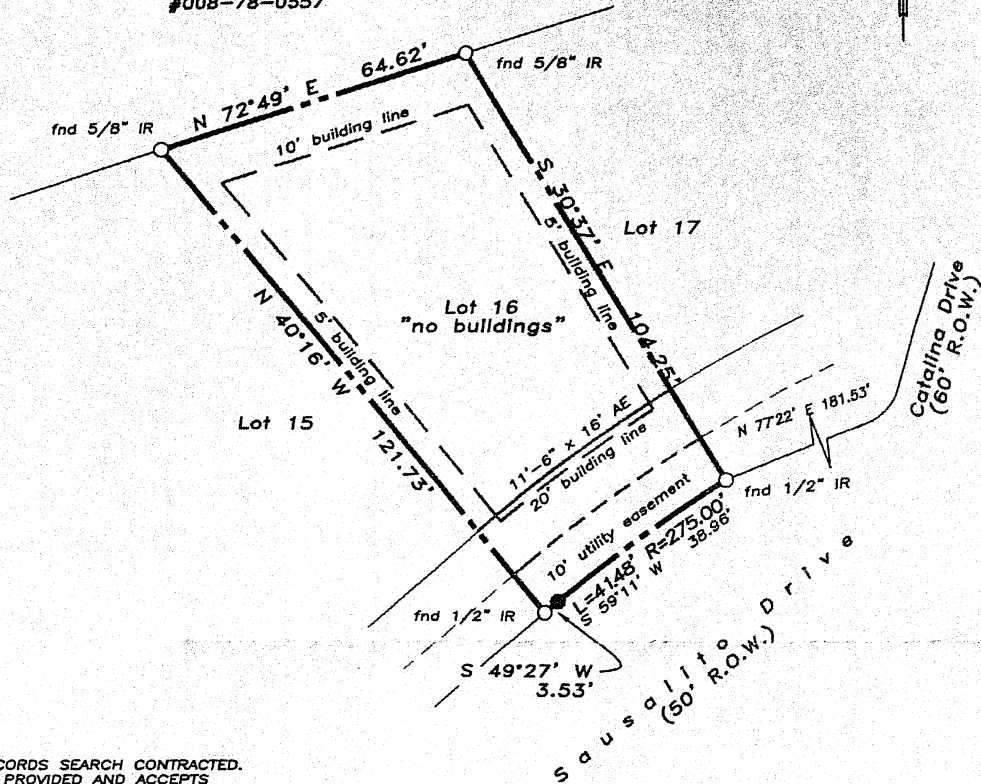 #008-78-0557
fnd 5/8" IR
N 72°49' E 64.62'
fnd 5/8" IR
10' building line
S 30°37' E 104.25'
5' building line
Lot 17
Lot 16
"no buildings"
N 40°16' W 121.73'
5' building line
Lot 15
Catalina Drive
(60' R.O.W.)
11'-6" x 16' AE
20' building line
N 77°22' E 181.53'
10' utility easement
fnd 1/2" IR
L=41.48' R=275.00'
S 59°11' W 38.96'
fnd 1/2" IR
S 49°27' W
3.53'
Sausalito Drive
(50' R.O.W.)
CORDS SEARCH CONTRACTED.
PROVIDED AND ACCEPTS